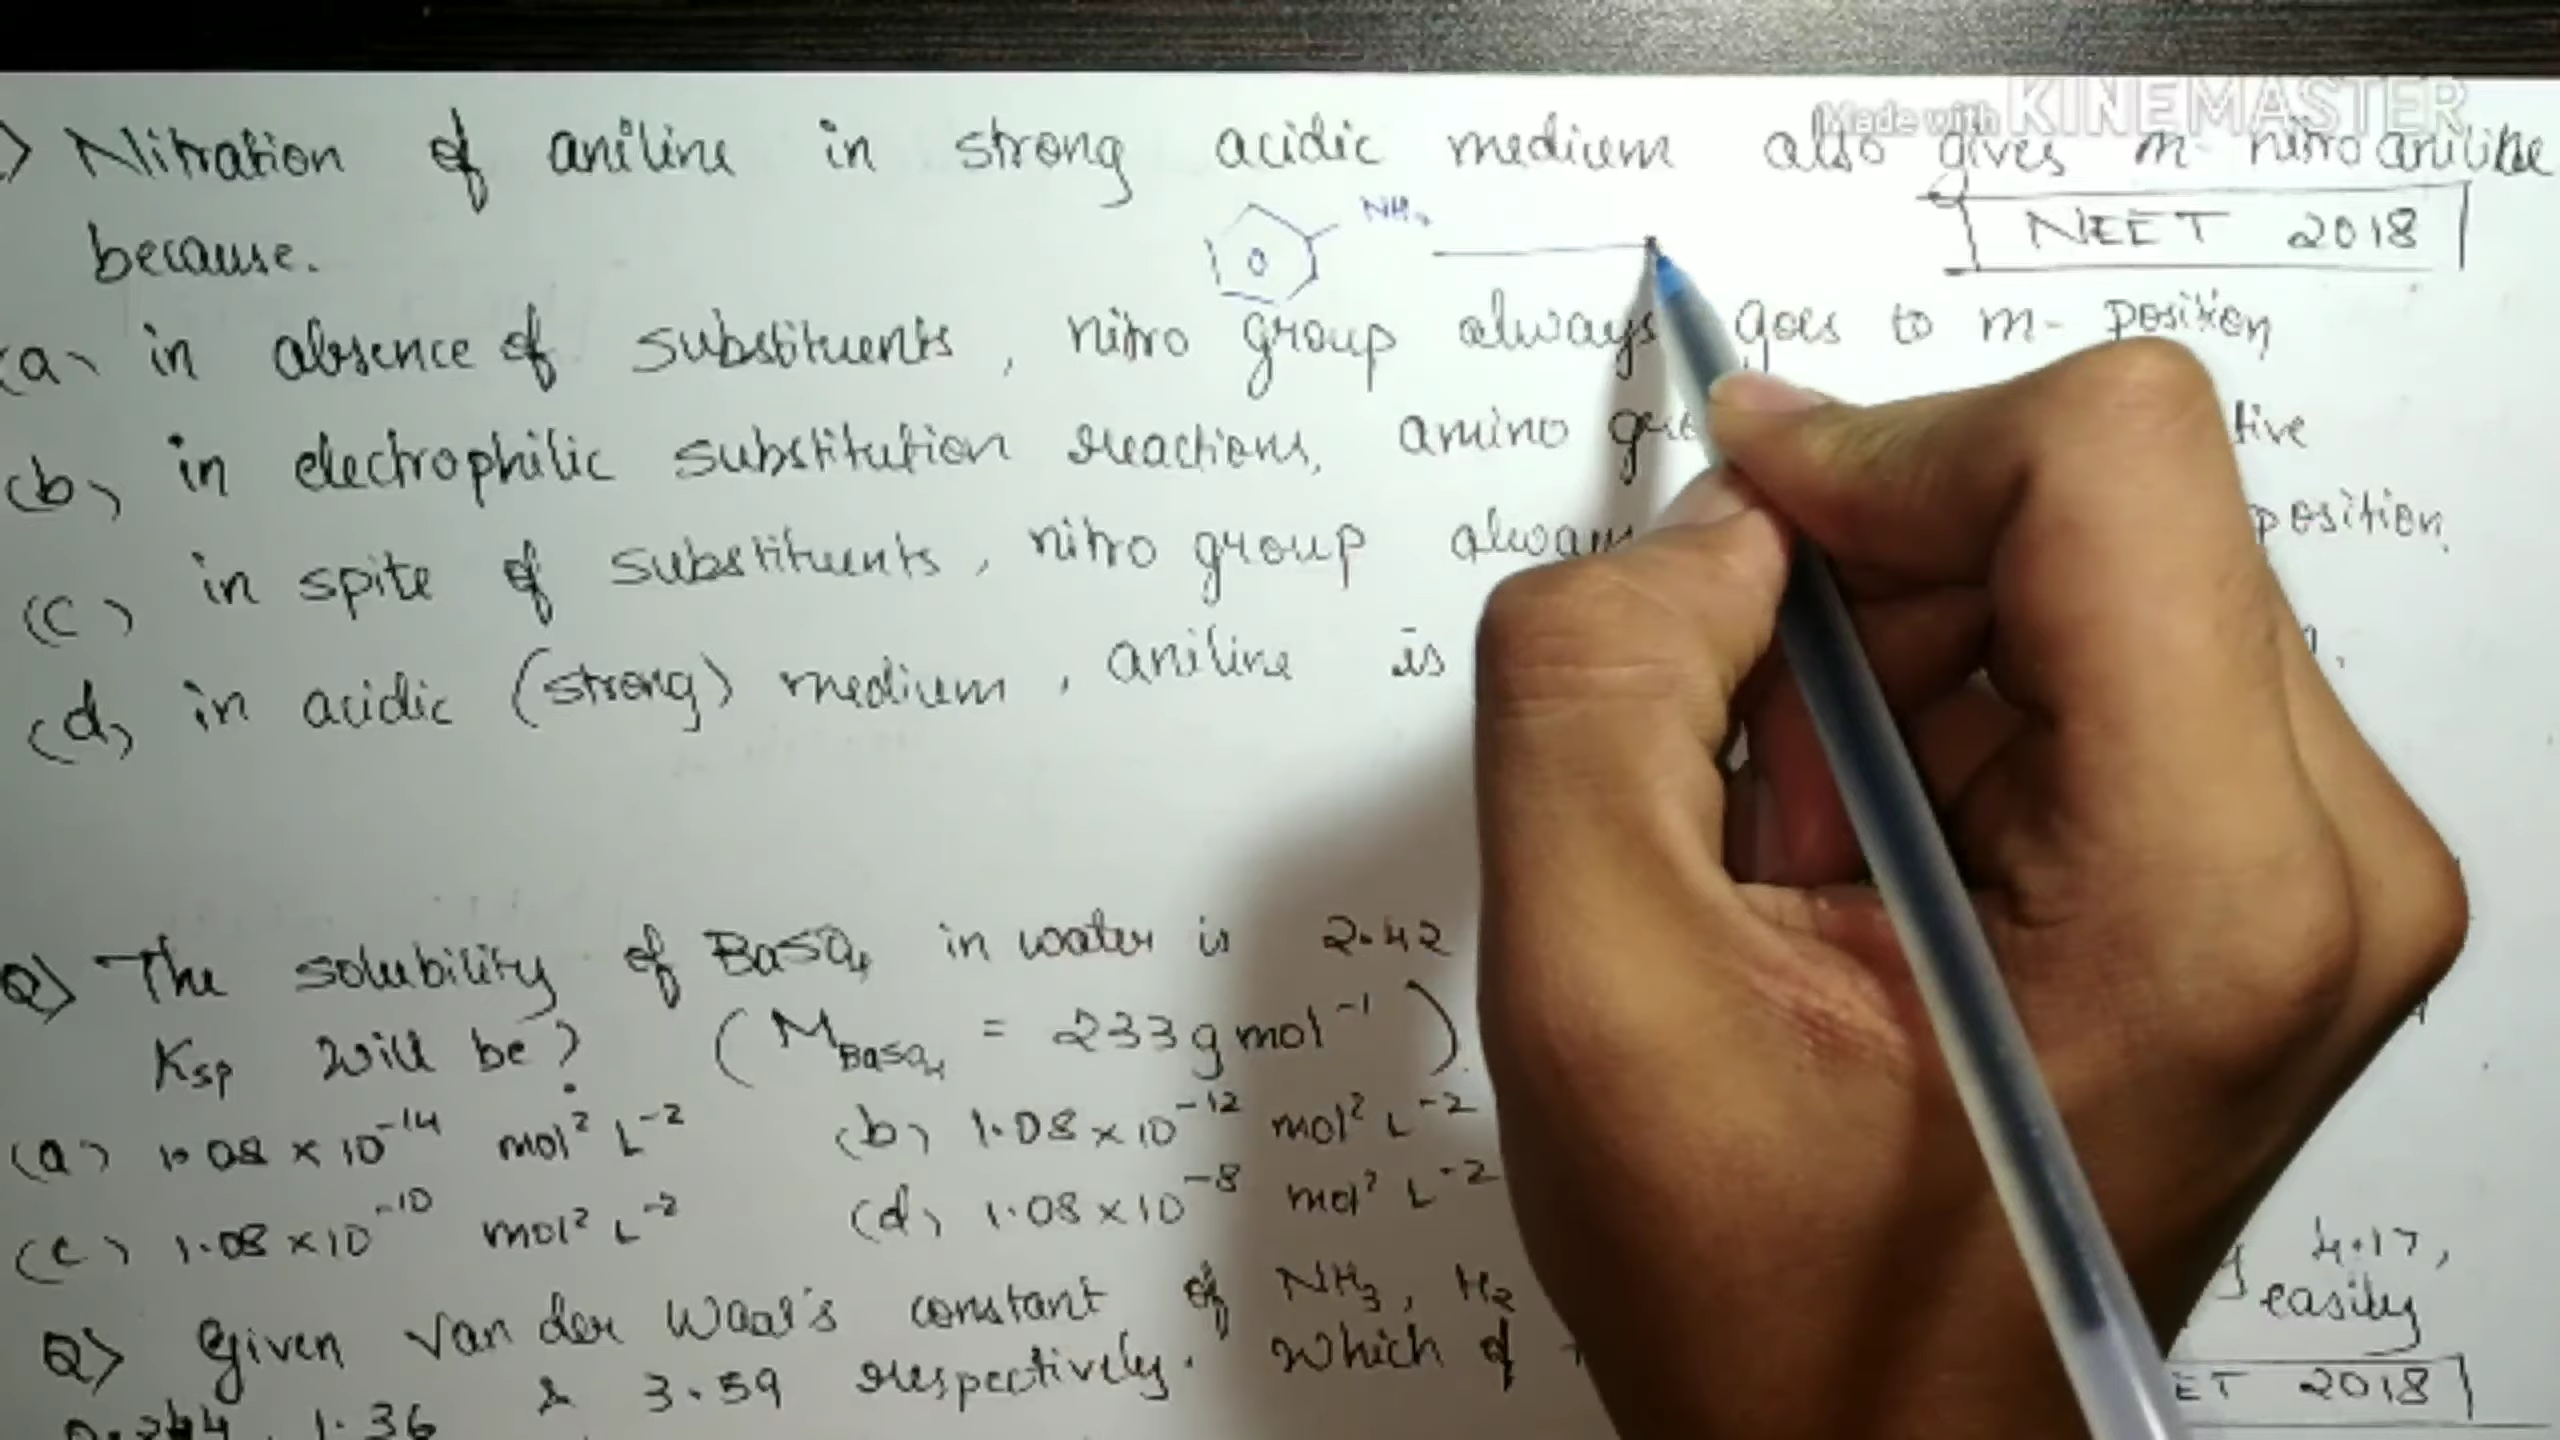 Made with KINEMASTER
> Nitration of aniline in strong acidic medium also gives m- nitroaniline
because.
NH₂
NEET 2018
(a) in absence of substituents, nitro group always goes to m- position
(b) in electrophilic substitution reactions, amino tive
(c) in spite of substituents, nitro group position.
(d) in acidic (strong) medium, aniline is
Q) The solubility of BaSO₄ in water is 2.42
Ksp will be? (M BaSO₄ = 233 g mol⁻¹)
(a) 1.08 × 10⁻¹⁴ mol² L⁻²
(b) 1.08 × 10⁻¹² mol² L⁻²
(c) 1.08 × 10⁻¹⁰ mol² L⁻²
(d) 1.08 × 10⁻⁸ mol² L⁻²
Q) Given Van der Waal's constant of NH₃, H₂ 4.17,
& 3.59 respectively. Which of easily
1.36
ET 2018